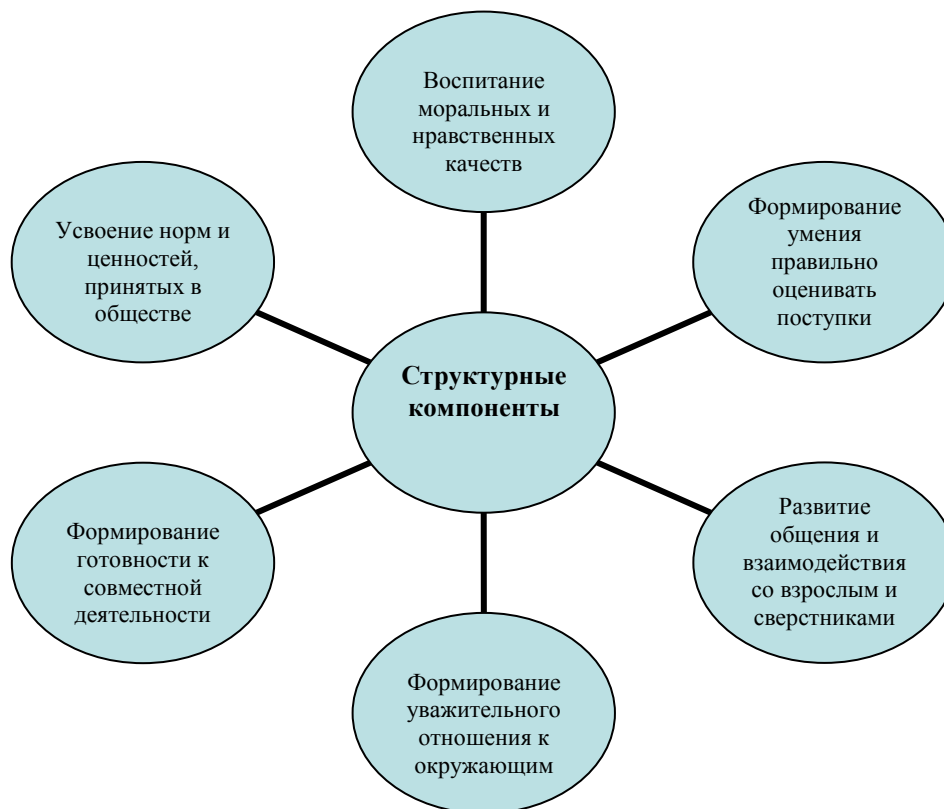 Воспитание
моральных и
нравственных
качеств
Усвоение норм и
ценностей,
принятых в
обществе
Формирование
умения
правильно
оценивать
поступки
Структурные
компоненты
Формирование
готовности к
совместной
деятельности
Развитие
общения и
взаимодействия
со взрослым и
сверстниками
Формирование
уважительного
отношения к
окружающим